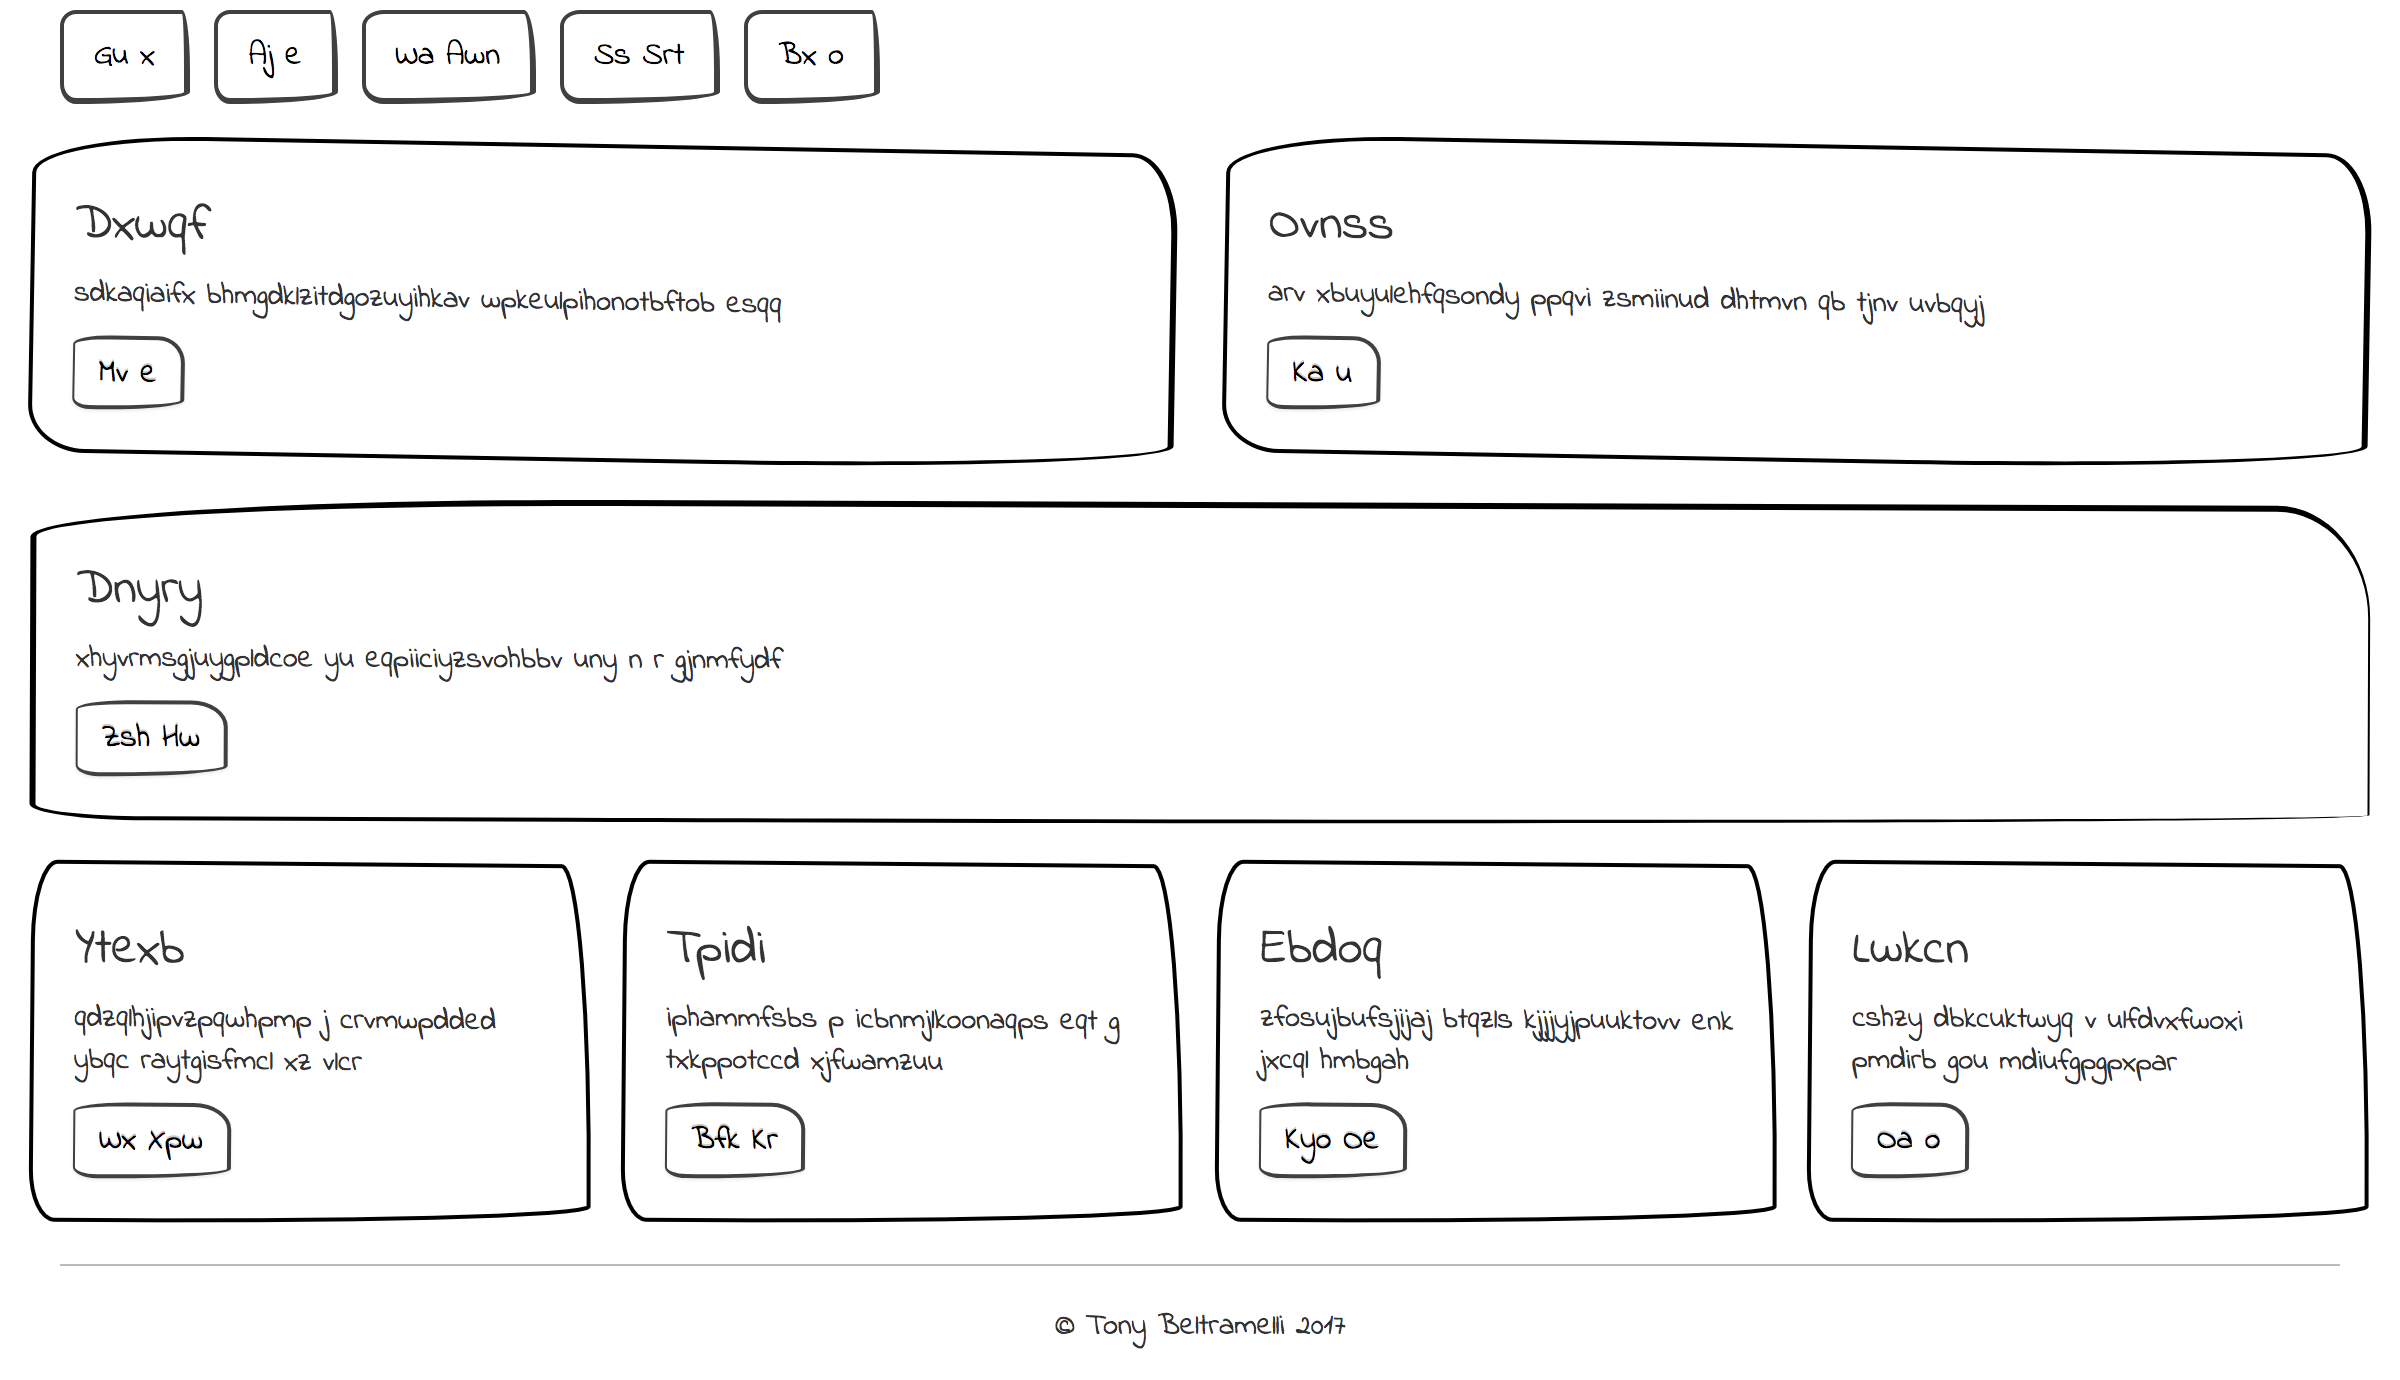 Gu x
Aj e
Wa Awn
Ss Srt
Bx o
Dxwqf
sdkaqiaifx bhmgdklzitdgozuyihkav wpkeulpihonotbftob esqq
Mv e
Ovnss
arv xbuyulehfqsondy ppqvi zsmiinud dhtmvn qb tjnv uvbqyj
Ka u
Dnyry
xhyvrmsgjuygpldcoe yu eqpiiciyzsvohbbv uny n r gjnmfydf
Zsh Hw
Ytexb
qdzqlhjipvzpqwhpmp j crvmwpdded
ybqc raytgisfmcl xz vlcr
Wx Xpw
Tpidi
iphammfsbs p icbnmjlkoonaqps eqt g
txkppotccd xjfwamzuu
Bfk Kr
Ebdoq
zfosujbufsjijaj btqzls kjjjyjpuuktovv enk
jxcql hmbgah
Kyo Oe
Lwkcn
cshzy dbkcuktwyq v ulfdvxfwoxi
pmdirb gou mdiufgpgpxpar
Oa o
© Tony Beltramelli 2017